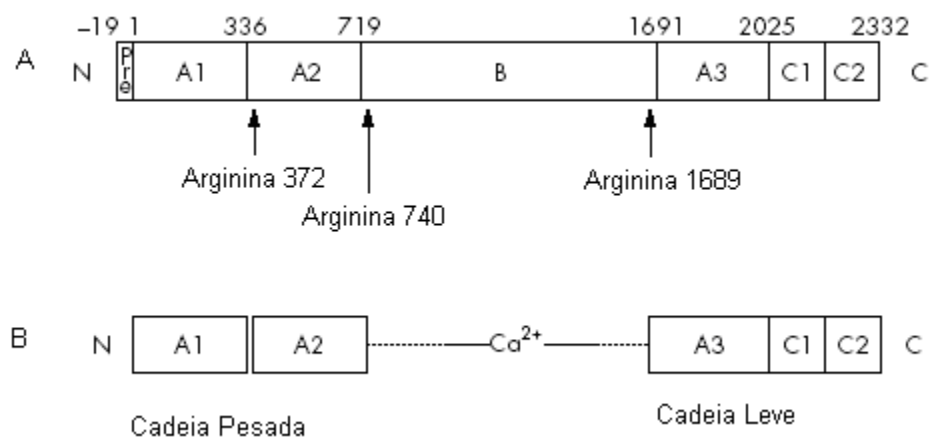 –19 1 336 719 1691 2025 2332
A N Pre A1 A2 B A3 C1 C2 C
Arginina 372 Arginina 1689
Arginina 740
B N A1 A2 Ca²⁺ A3 C1 C2 C
Cadeia Pesada Cadeia Leve